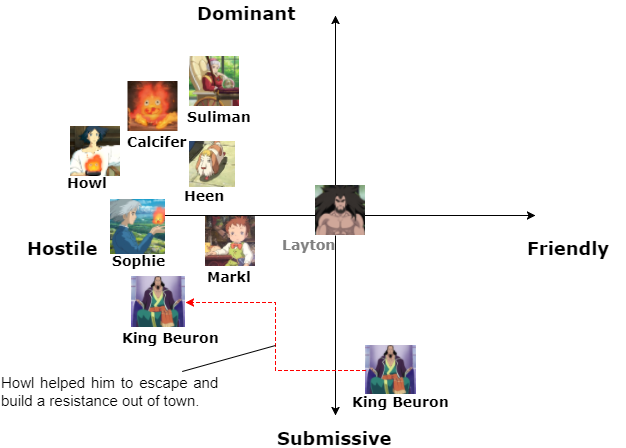 Dominant
Suliman
Calcifer
Howl
Heen
Layton
Hostile
Friendly
Sophie
Markl
King Beuron
Howl helped him to escape and
build a resistance out of town.
King Beuron
Submissive